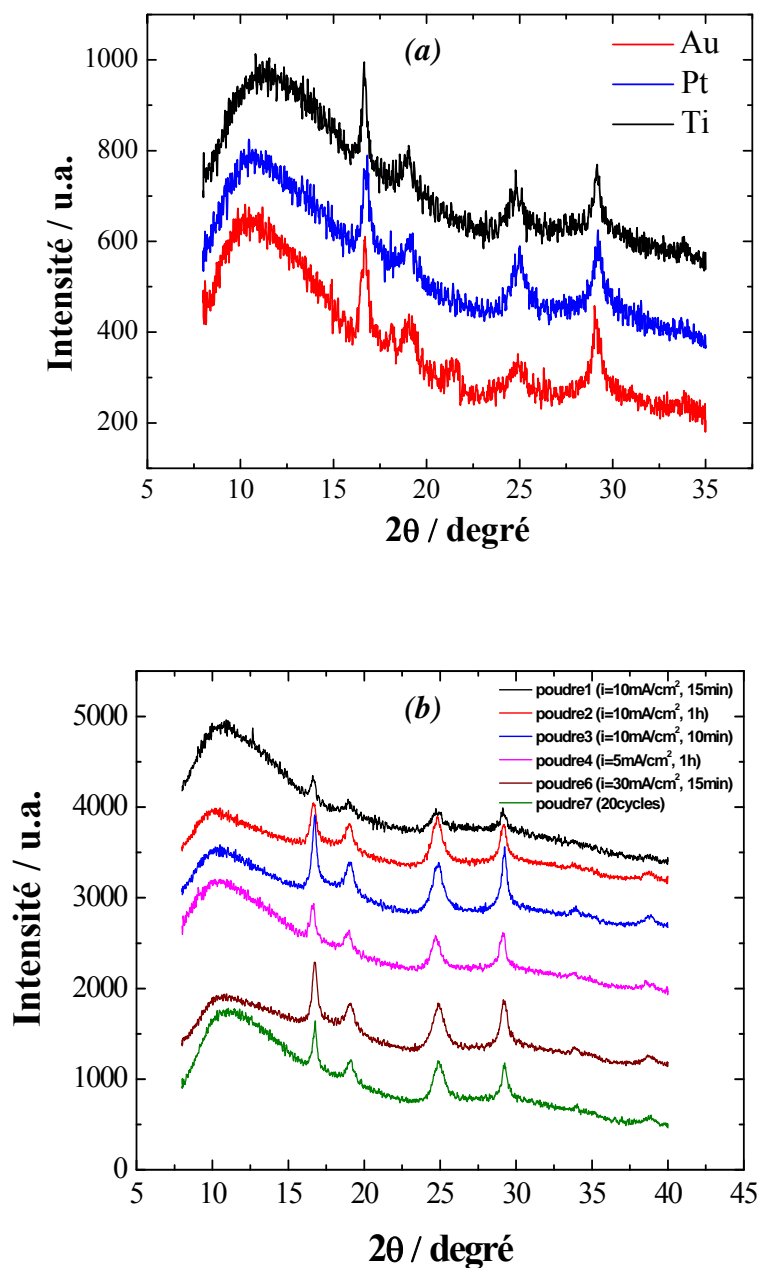 (a)
Au
Pt
Ti
1000
800
600
400
200
Intensité / u.a.
5 10 15 20 25 30 35
2θ / degré
(b)
poudre1 (i=10mA/cm², 15min)
poudre2 (i=10mA/cm², 1h)
poudre3 (i=10mA/cm², 10min)
poudre4 (i=5mA/cm², 1h)
poudre6 (i=30mA/cm², 15min)
poudre7 (20cycles)
5000
4000
3000
2000
1000
0
Intensité / u.a.
5 10 15 20 25 30 35 40 45
2θ / degré